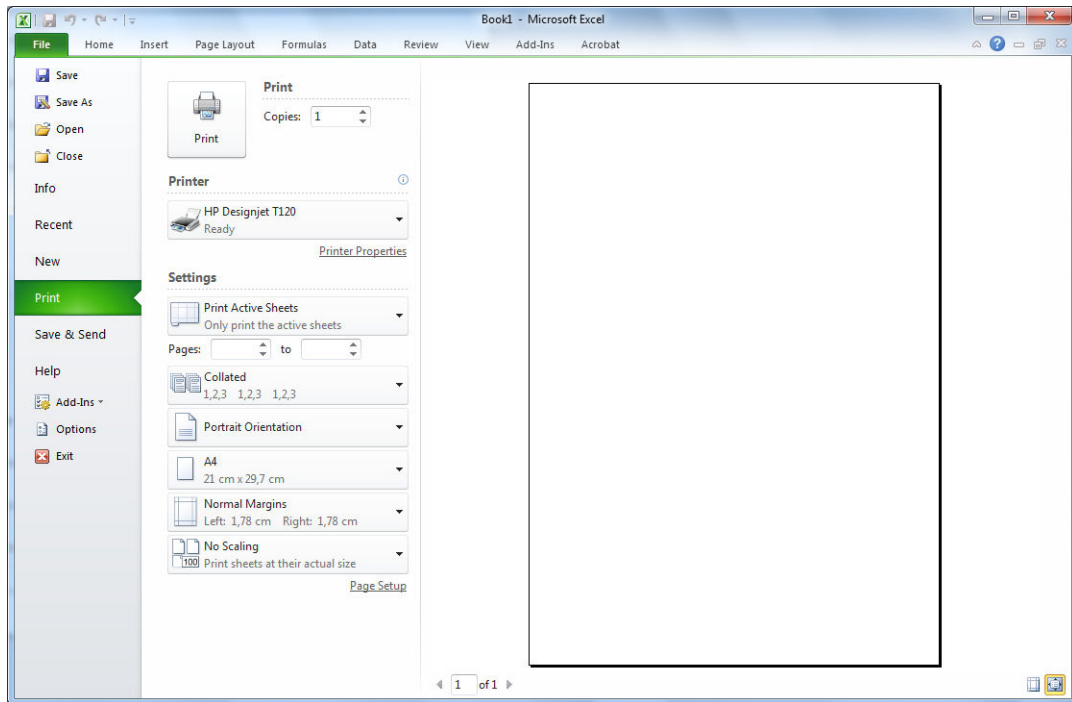 Book1 - Microsoft Excel
File Home Insert Page Layout Formulas Data Review View Add-Ins Acrobat
Save
Save As
Open
Close
Info
Recent
New
Print
Save & Send
Help
Add-Ins
Options
Exit
Print
Print
Copies: 1
Printer
HP Designjet T120
Ready
Printer Properties
Settings
Print Active Sheets
Only print the active sheets
Pages: to
Collated
1,2,3 1,2,3 1,2,3
Portrait Orientation
A4
21 cm x 29,7 cm
Normal Margins
Left: 1,78 cm Right: 1,78 cm
No Scaling
100 Print sheets at their actual size
Page Setup
1 of 1